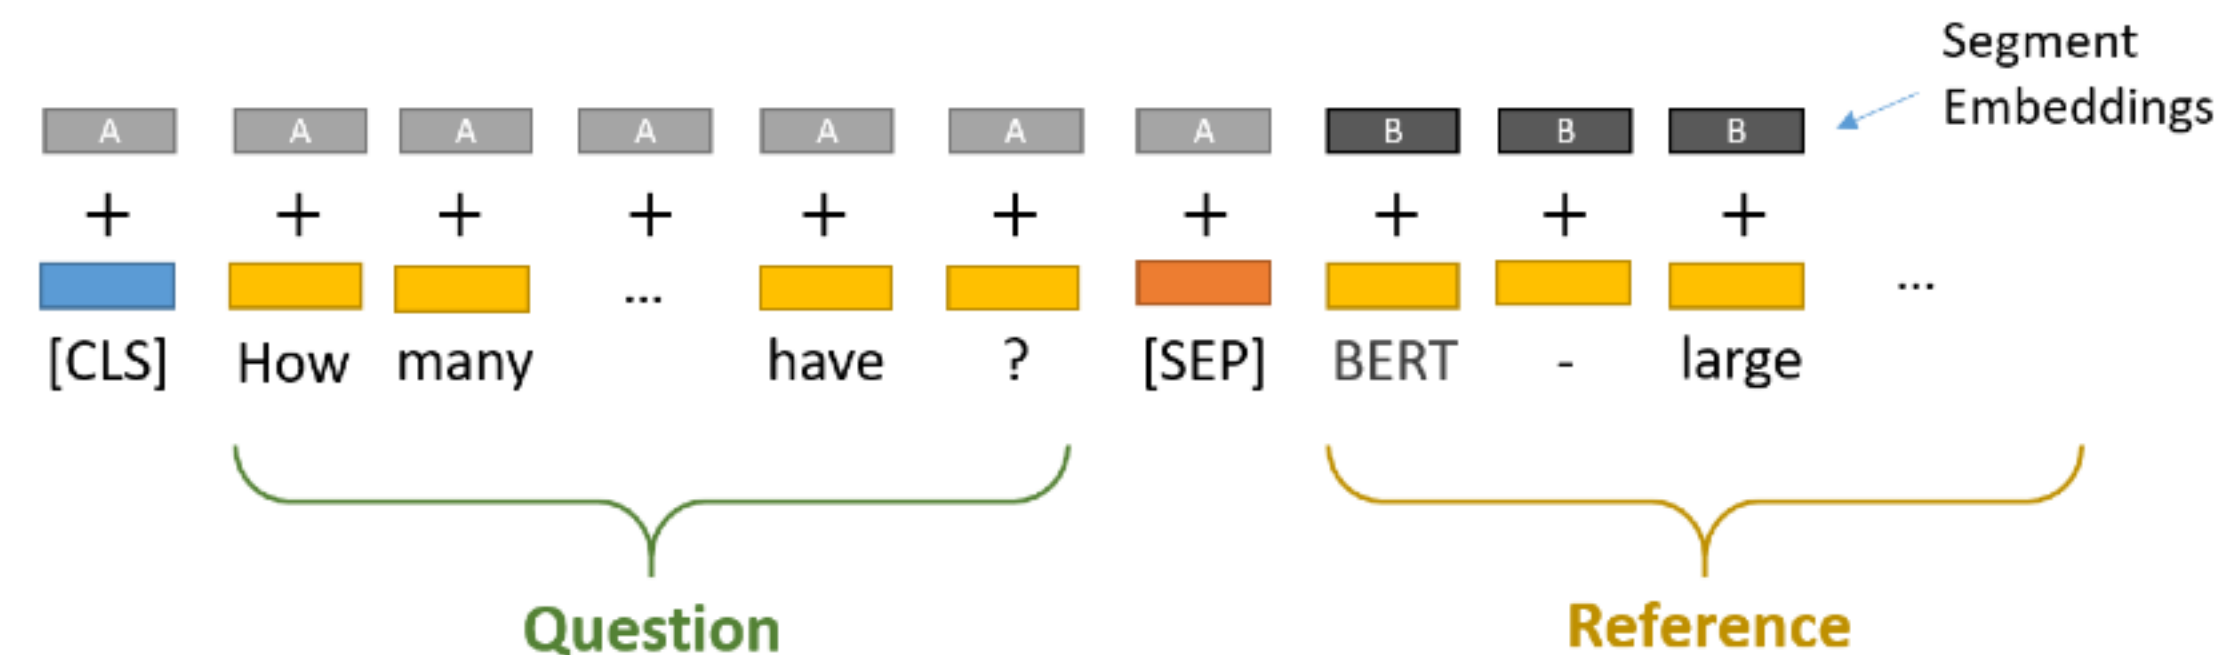 Segment
Embeddings
A A A A A A A B B B
+ + + + + + + + + +
... ...
[CLS] How many have ? [SEP] BERT - large
Question Reference